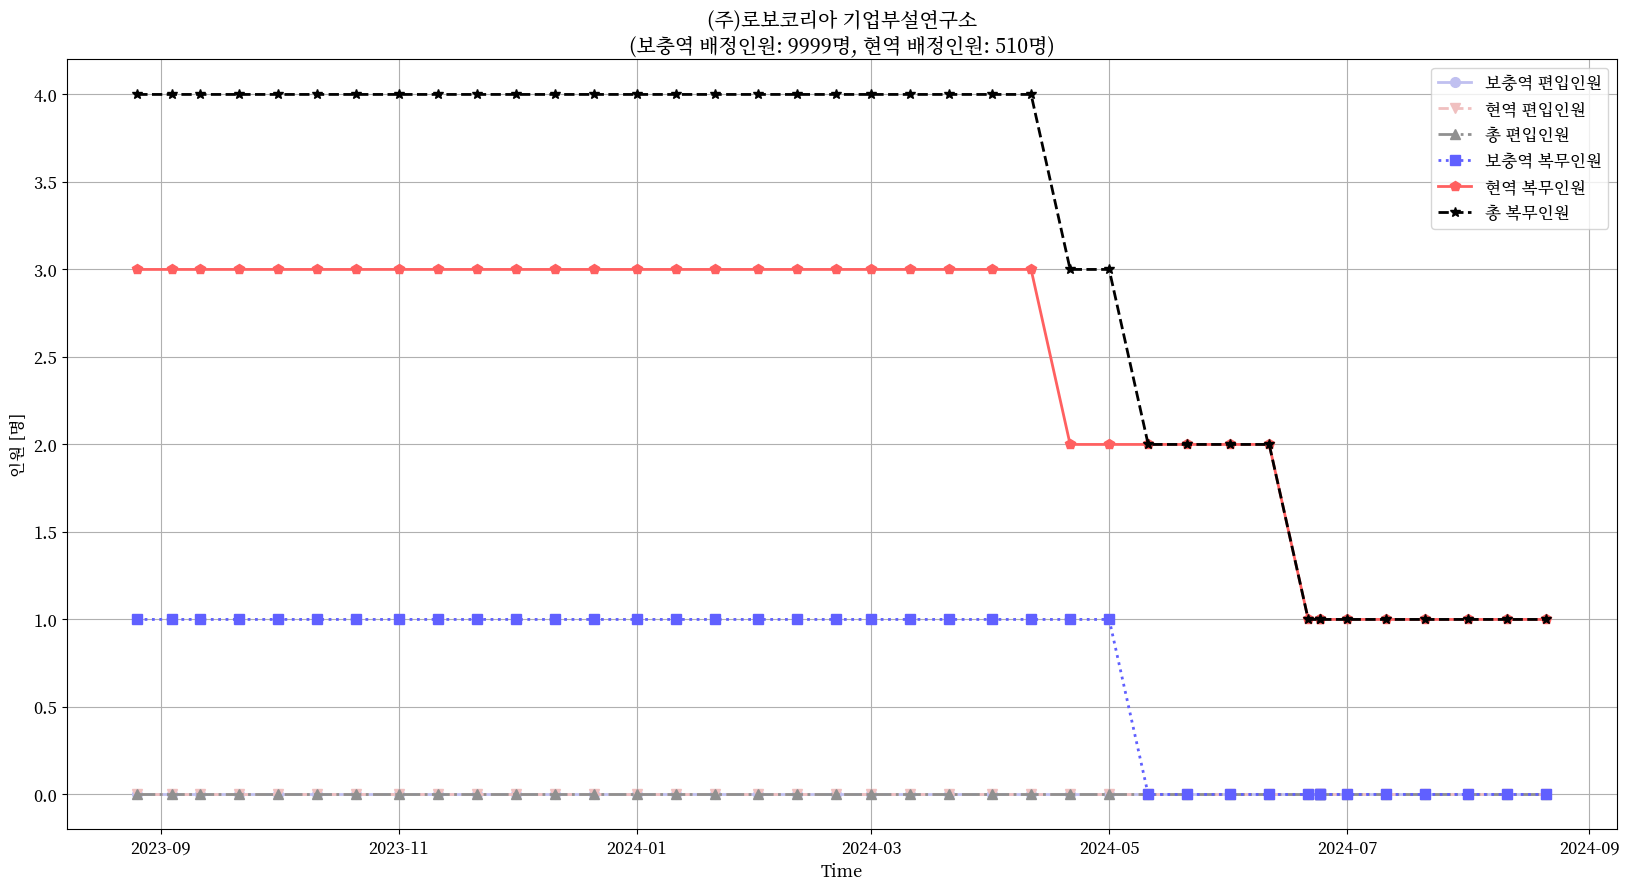 (주)로보코리아 기업부설연구소
(보충역 배정인원: 9999명, 현역 배정인원: 510명)
보충역 편입인원
현역 편입인원
총 편입인원
보충역 복무인원
현역 복무인원
총 복무인원
인원 [명]
4.0
3.5
3.0
2.5
2.0
1.5
1.0
0.5
0.0
2023-09
2023-11
2024-01
2024-03
2024-05
2024-07
2024-09
Time